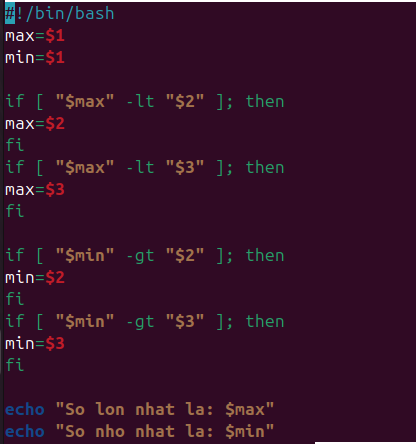 #!/bin/bash
max=$1
min=$1
if [ "$max" -lt "$2" ]; then
max=$2
fi
if [ "$max" -lt "$3" ]; then
max=$3
fi
if [ "$min" -gt "$2" ]; then
min=$2
fi
if [ "$min" -gt "$3" ]; then
min=$3
fi
echo "So lon nhat la: $max"
echo "So nho nhat la: $min"